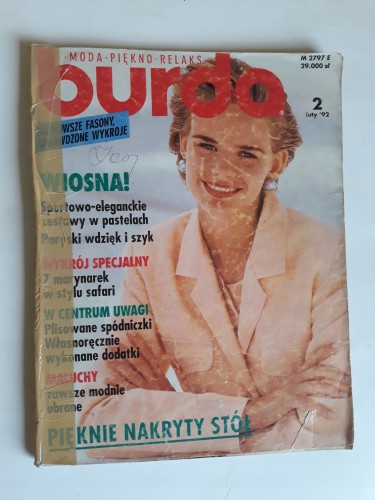 MODA·PIĘKNO·RELAKS
M 2797 E
29.000 zł
burda
2
luty '92
WSZE FASONY,
WDZONE WYKROJE
WIOSNA!
Sportowo-eleganckie
zestawy w pastelach
Paryski wdzięk i szyk
WYKRÓJ SPECJALNY
7 marynarek
w stylu safari
W CENTRUM UWAGI
Plisowane spódniczki
Własnoręcznie
wykonane dodatki
MALUCHY
zawsze modnie
ubrane
PIĘKNIE NAKRYTY STÓŁ